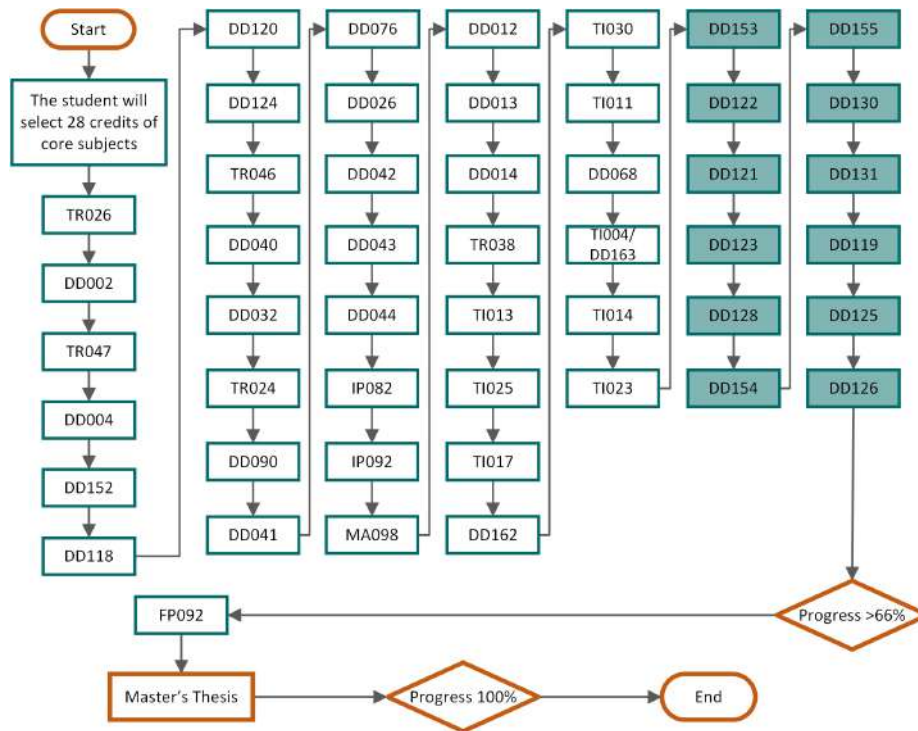 Start
The student will
select 28 credits of
core subjects
TR026
DD002
TR047
DD004
DD152
DD118
DD120
DD124
TR046
DD040
DD032
TR024
DD090
DD041
DD076
DD026
DD042
DD043
DD044
IP082
IP092
MA098
DD012
DD013
DD014
TR038
TI013
TI025
TI017
DD162
TI030
TI011
DD068
TI004/
DD163
TI014
TI023
DD153
DD122
DD121
DD123
DD128
DD154
DD155
DD130
DD131
DD119
DD125
DD126
Progress >66%
FP092
Master's Thesis
Progress 100%
End